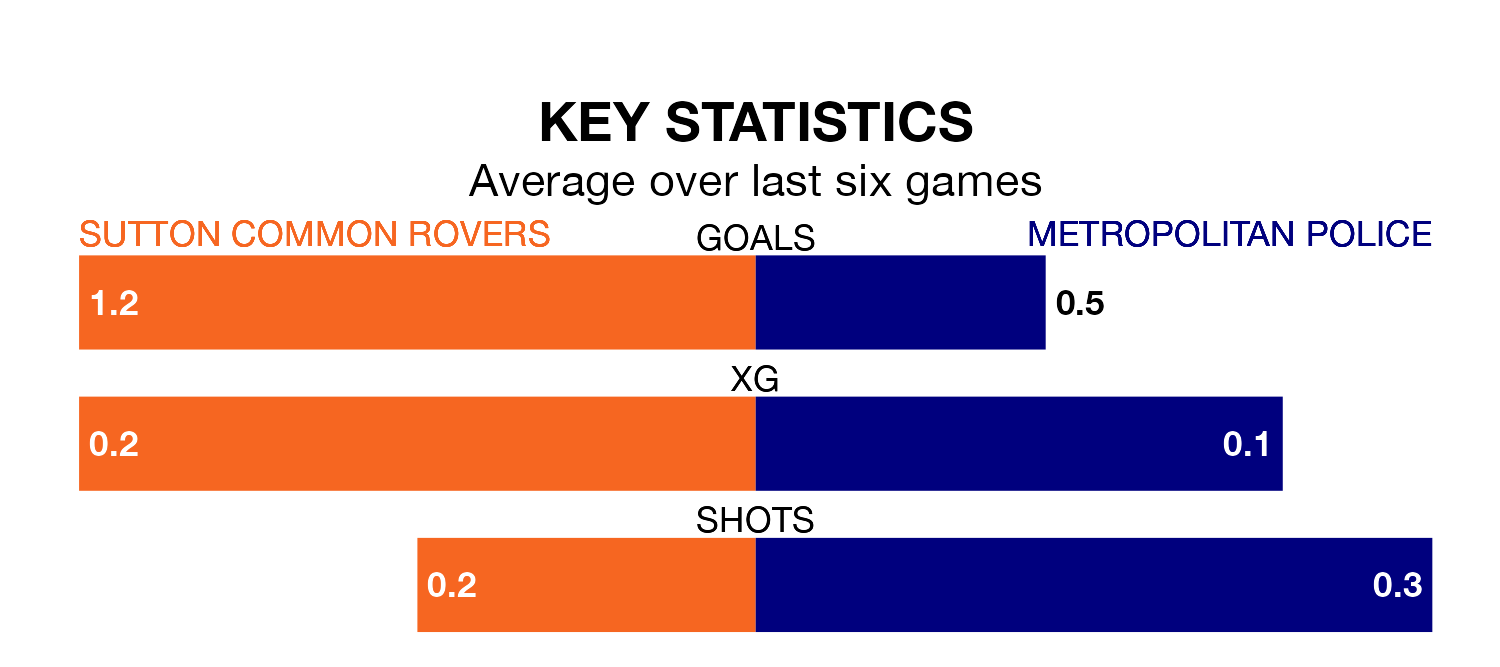 KEY STATISTICS
Average over last six games
SUTTON COMMON ROVERS GOALS METROPOLITAN POLICE
1.2 0.5
XG
0.2 0.1
SHOTS
0.2 0.3